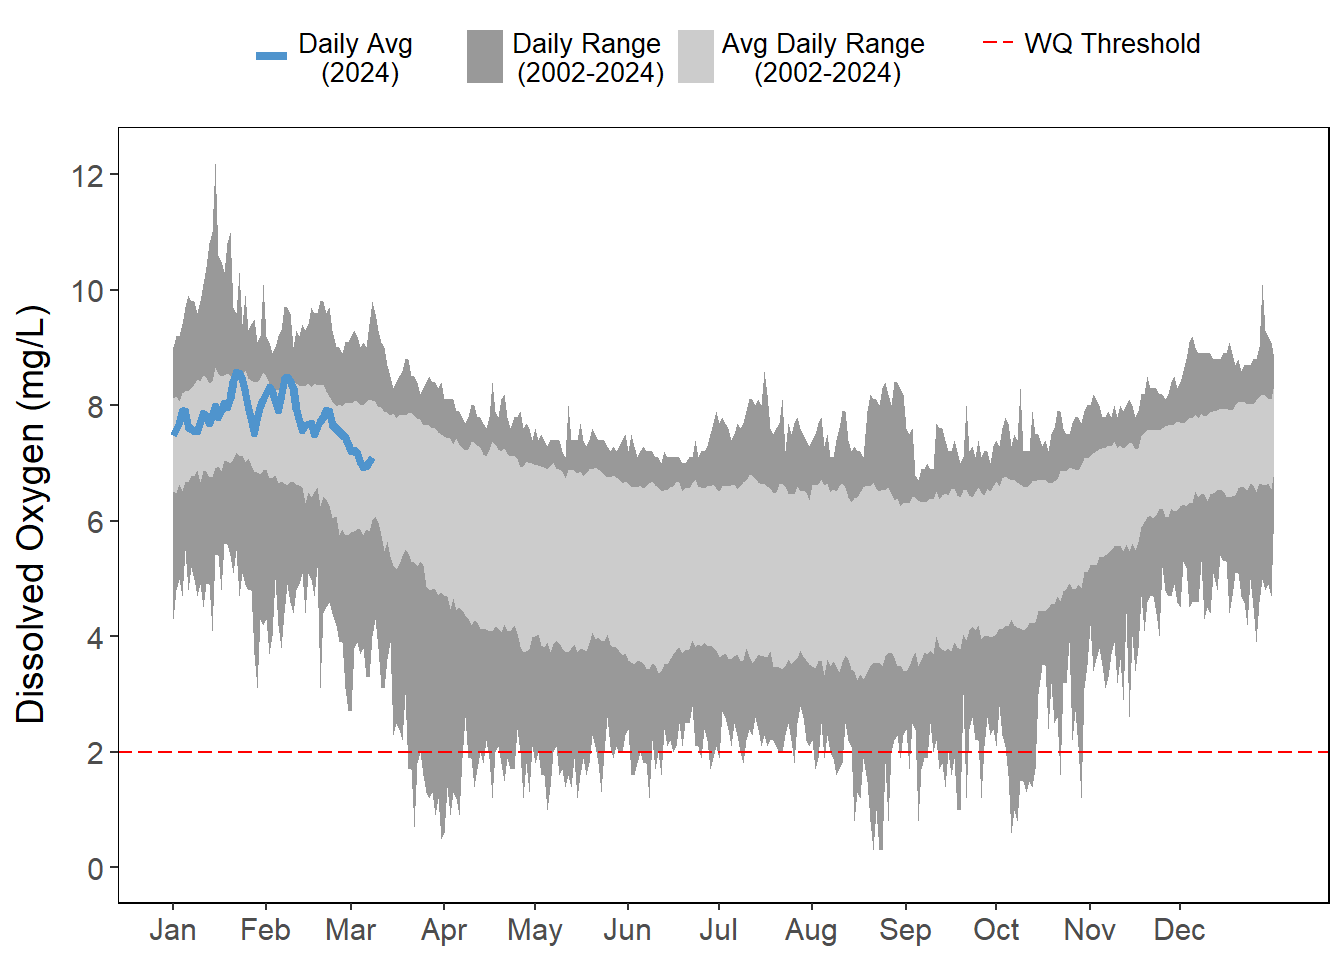 Daily Avg
(2024)
Daily Range
(2002-2024)
Avg Daily Range
(2002-2024)
WQ Threshold
Dissolved Oxygen (mg/L)
12
10
8
6
4
2
0
Jan Feb Mar Apr May Jun Jul Aug Sep Oct Nov Dec